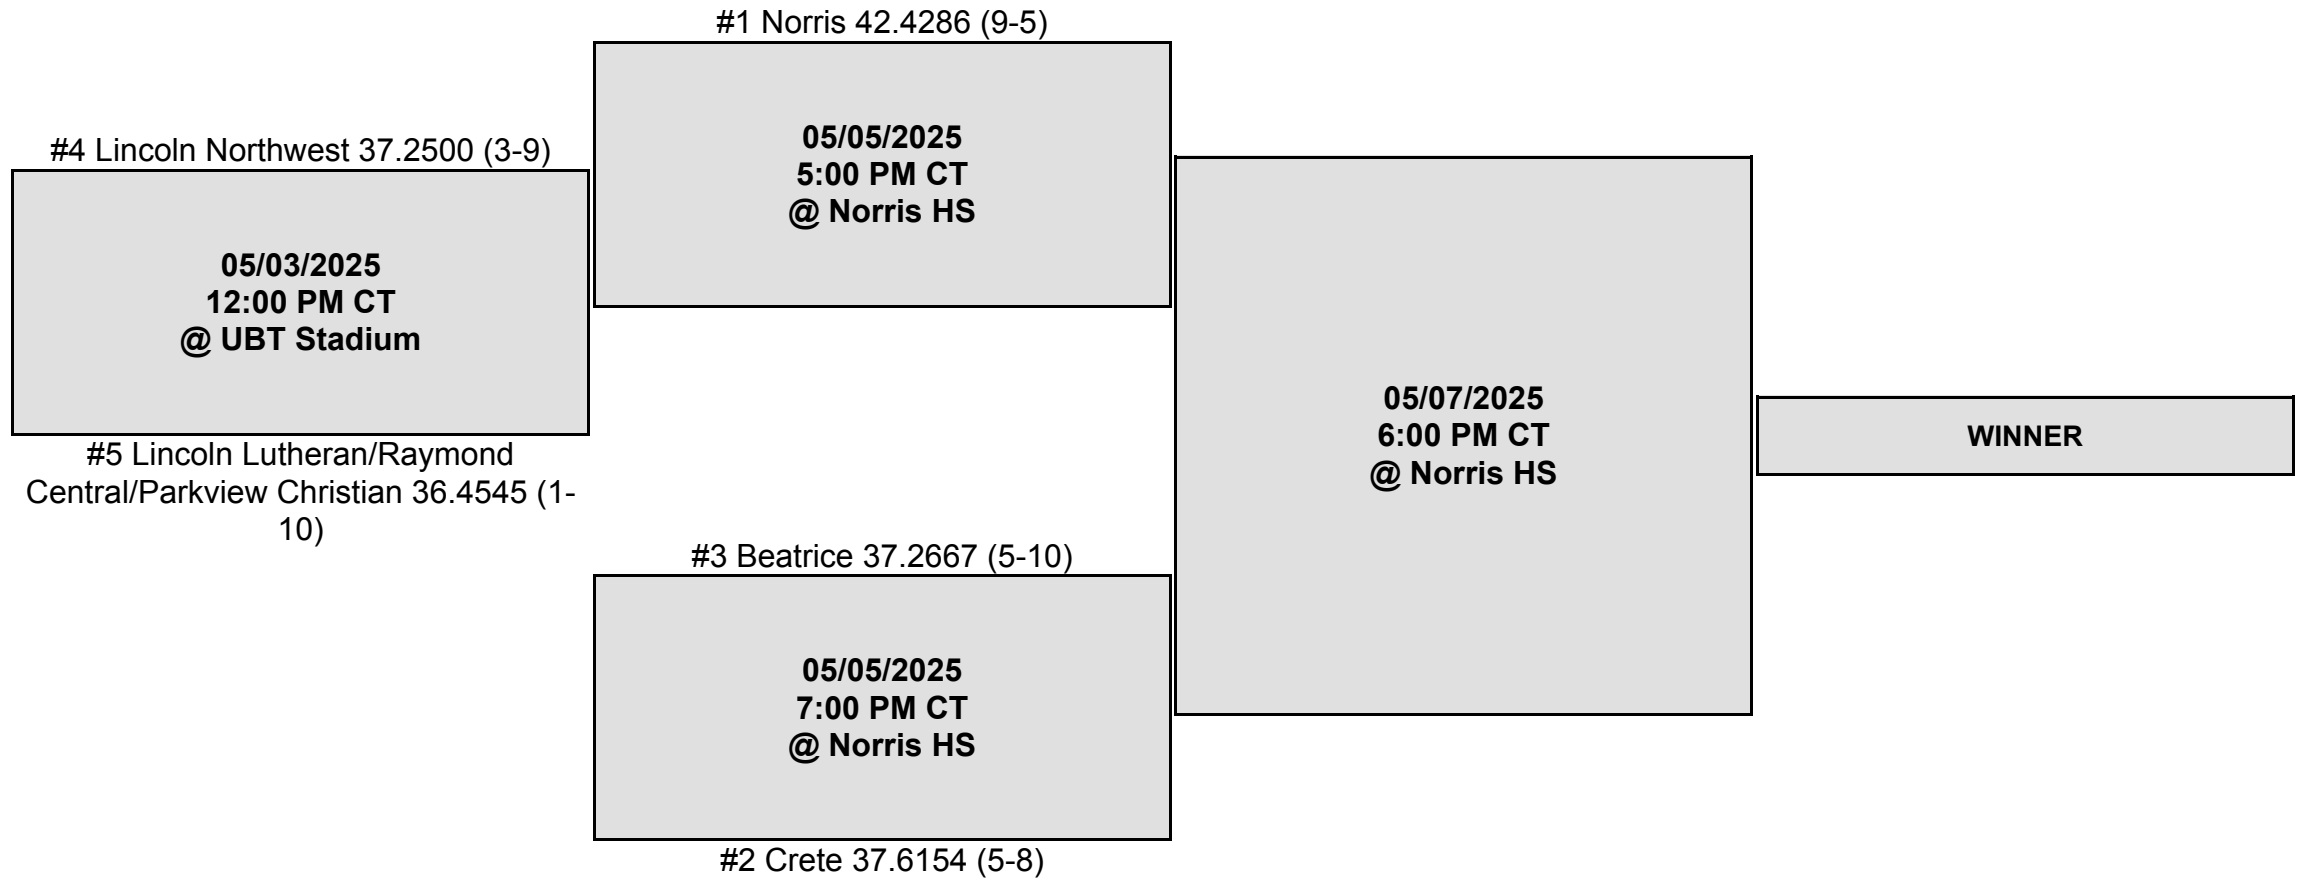 #1 Norris 42.4286 (9-5)
05/05/2025
5:00 PM CT
@ Norris HS
#4 Lincoln Northwest 37.2500 (3-9)
05/03/2025
12:00 PM CT
@ UBT Stadium
#5 Lincoln Lutheran/Raymond
Central/Parkview Christian 36.4545 (1-
10)
#3 Beatrice 37.2667 (5-10)
05/05/2025
7:00 PM CT
@ Norris HS
#2 Crete 37.6154 (5-8)
05/07/2025
6:00 PM CT
@ Norris HS
WINNER